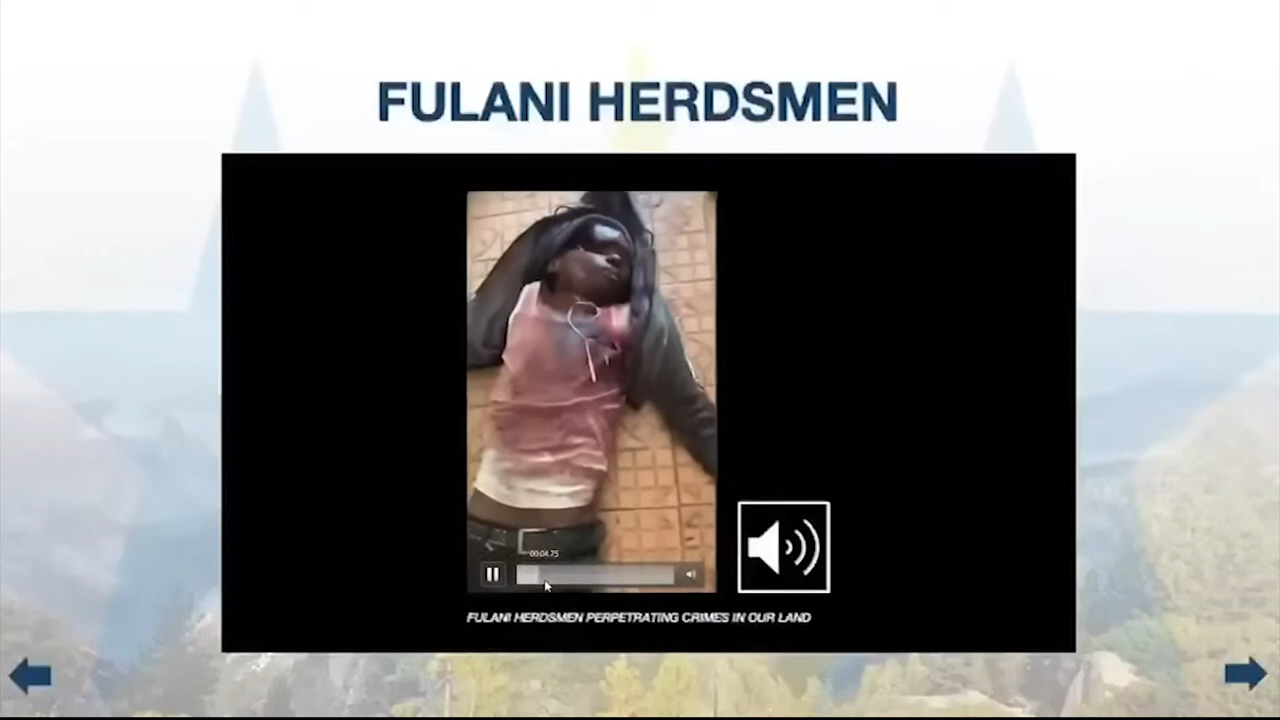 FULANI HERDSMEN
00:04.75
FULANI HERDSMEN PERPETRATING CRIMES IN OUR LAND